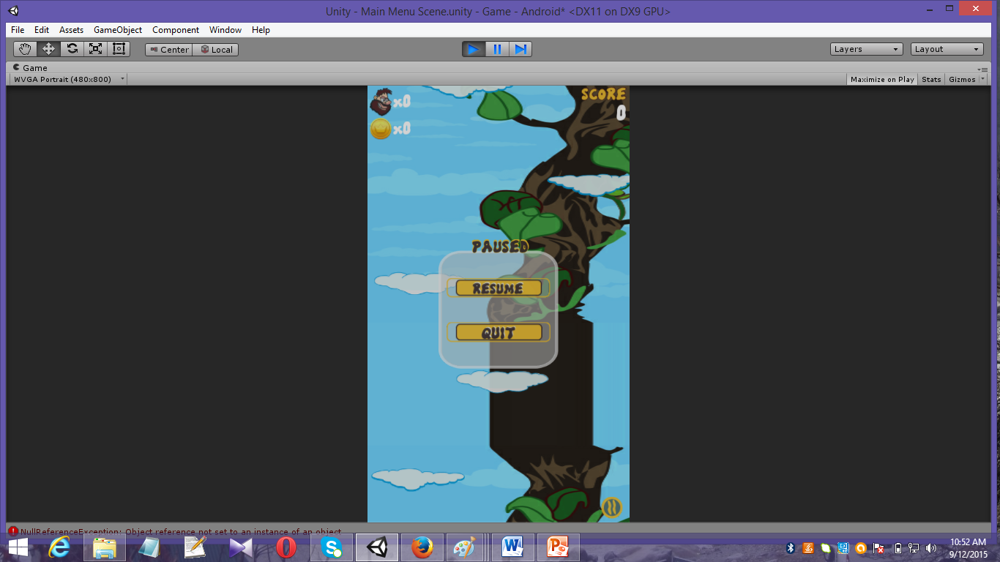 Unity - Main Menu Scene.unity - Game - Android* <DX11 on DX9 GPU>
File Edit Assets GameObject Component Window Help
Center Local Layers Layout
Game
WVGA Portrait (480x800) Maximize on Play Stats Gizmos
x0 SCORE
0
x0
PAUSED
RESUME
QUIT
NullReferenceException: Object reference not set to an instance of an object
10:52 AM
9/12/2015